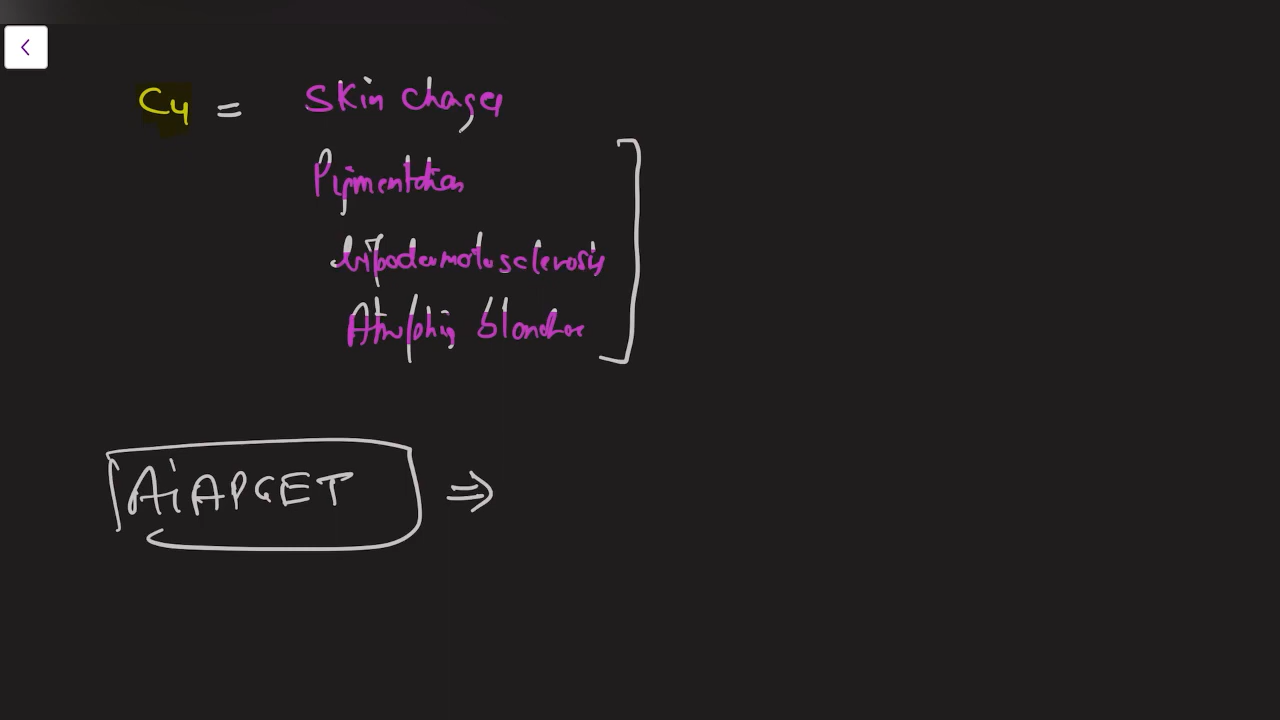 C4 = Skin changes
Pigmentation
Lipodermatosclerosis
Atrophie blanche
AiAPGET ⇒